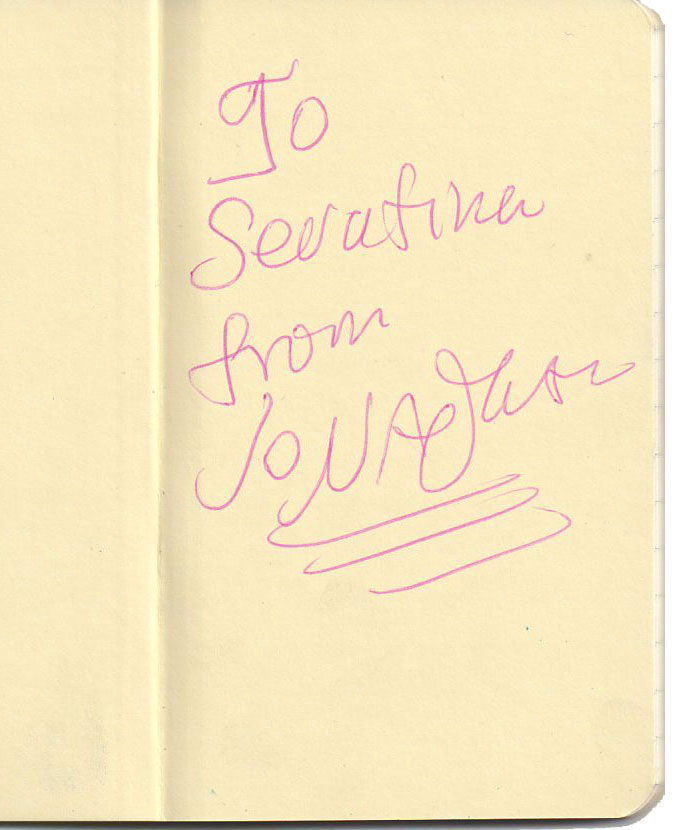 To
Serafina
from
JONAthan